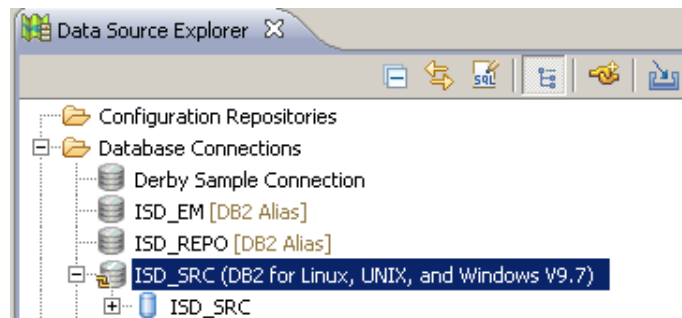 Data Source Explorer
SQL
Configuration Repositories
Database Connections
Derby Sample Connection
ISD_EM [DB2 Alias]
ISD_REPO [DB2 Alias]
ISD_SRC (DB2 for Linux, UNIX, and Windows V9.7)
ISD_SRC